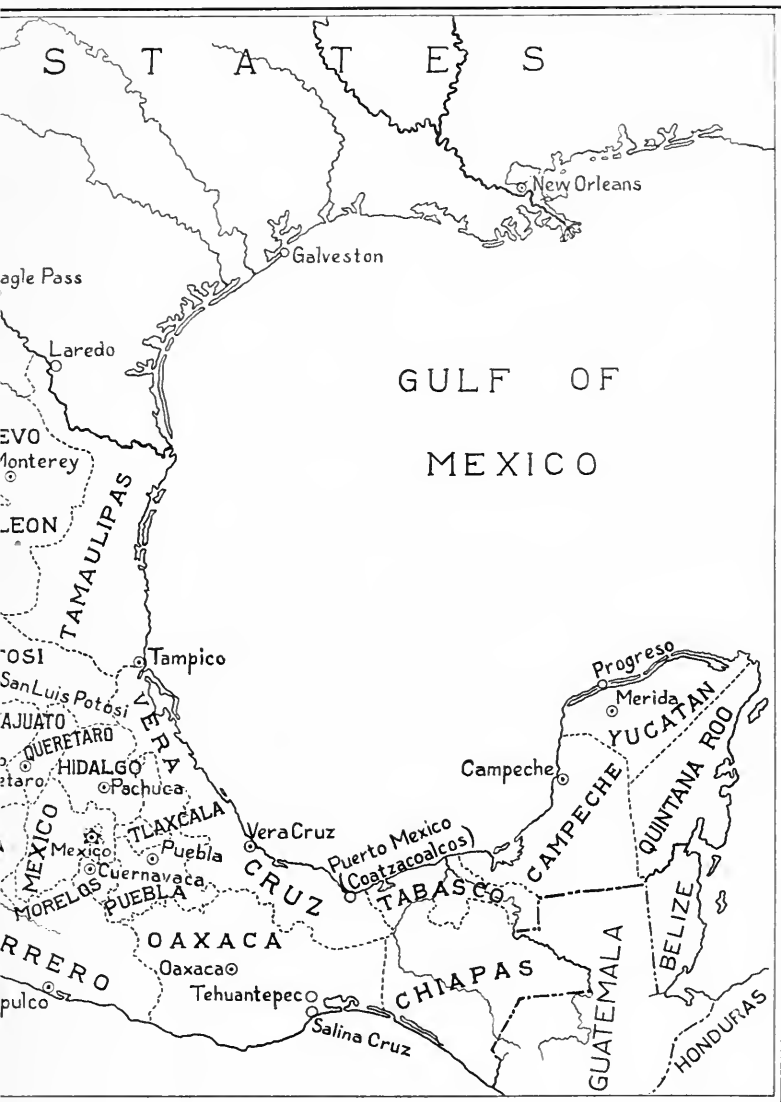 STATES
New Orleans
Galveston
agle Pass
Laredo
GULF OF
MEXICO
EVO
Monterey
LEON
TAMAULIPAS
TOSI
Tampico
San Luis Potosi
AJUATO
QUERETARO
etaro
HIDALGO
Pachuca
VERA
CRUZ
Progreso
Merida
YUCATAN
QUINTANA ROO
Campeche
CAMPECHE
TLAXCALA
Vera Cruz
MEXICO
Mexico
Puebla
Cuernavaca
MORELOS
PUEBLA
Puerto Mexico
(Coatzacoalcos)
TABASCO
BELIZE
OAXACA
Oaxaca
RRERO
pulco
Tehuantepec
Salina Cruz
CHIAPAS
GUATEMALA
HONDURAS